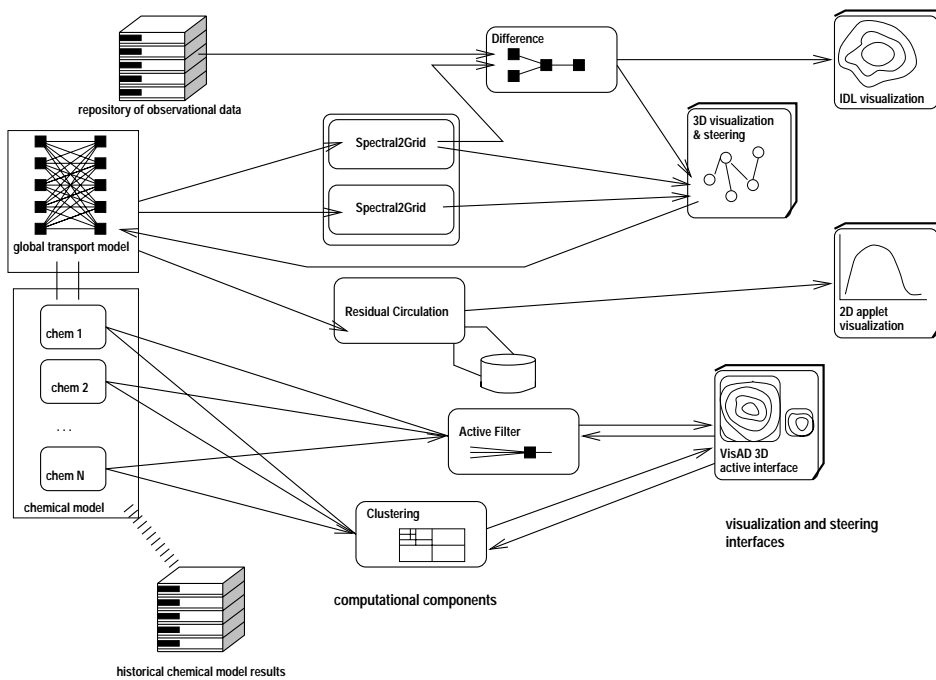 Difference
IDL visualization
repository of observational data
3D visualization
& steering
Spectral2Grid
Spectral2Grid
global transport model
Residual Circulation
2D applet
visualization
chem 1
chem 2
. . .
chem N
chemical model
Active Filter
VisAD 3D
active interface
Clustering
visualization and steering
interfaces
computational components
historical chemical model results